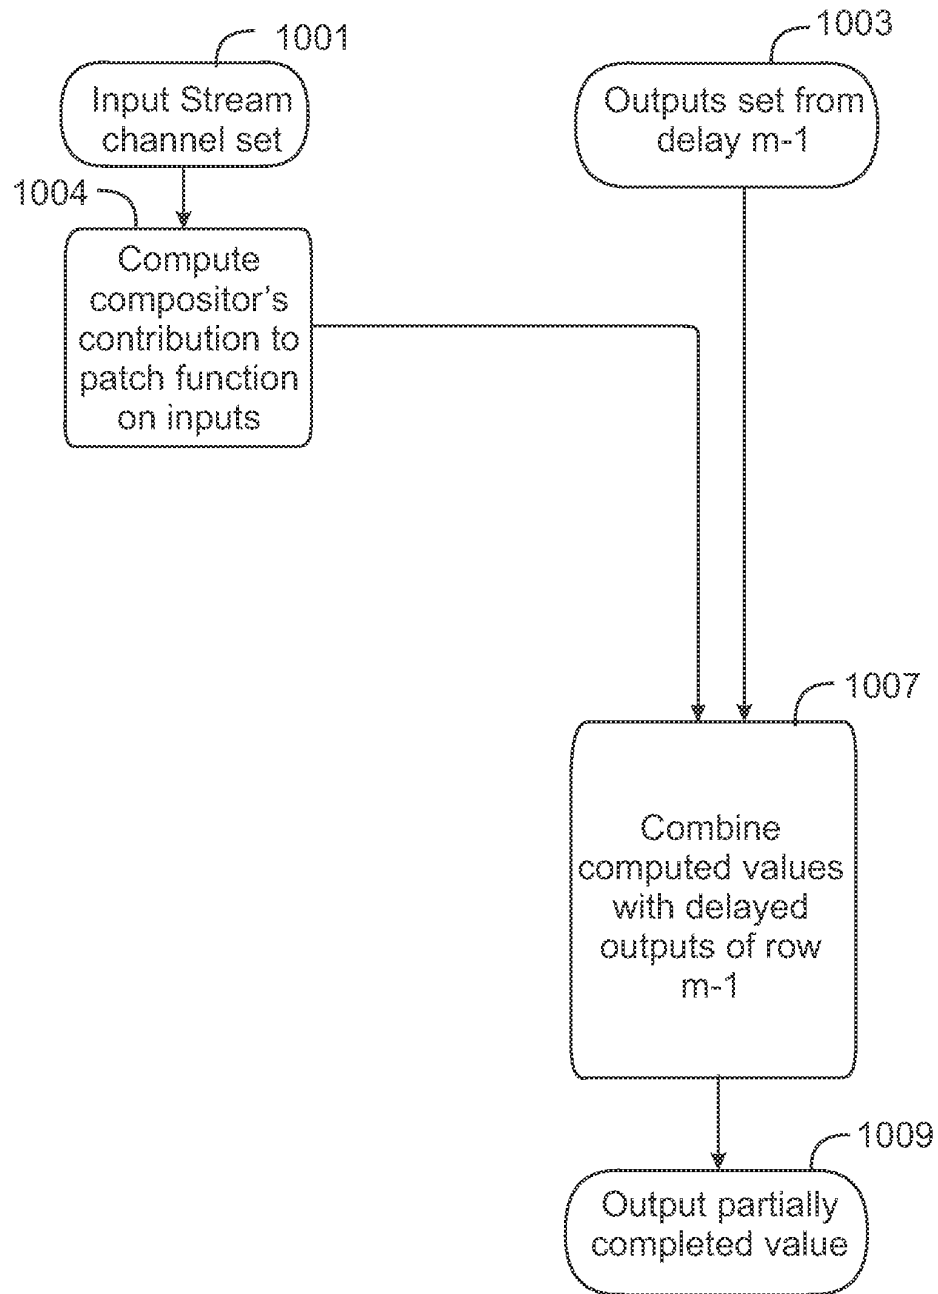 1001
Input Stream
channel set
1003
Outputs set from
delay m-1
1004
Compute
compositor's
contribution to
patch function
on inputs
1007
Combine
computed values
with delayed
outputs of row
m-1
1009
Output partially
completed value